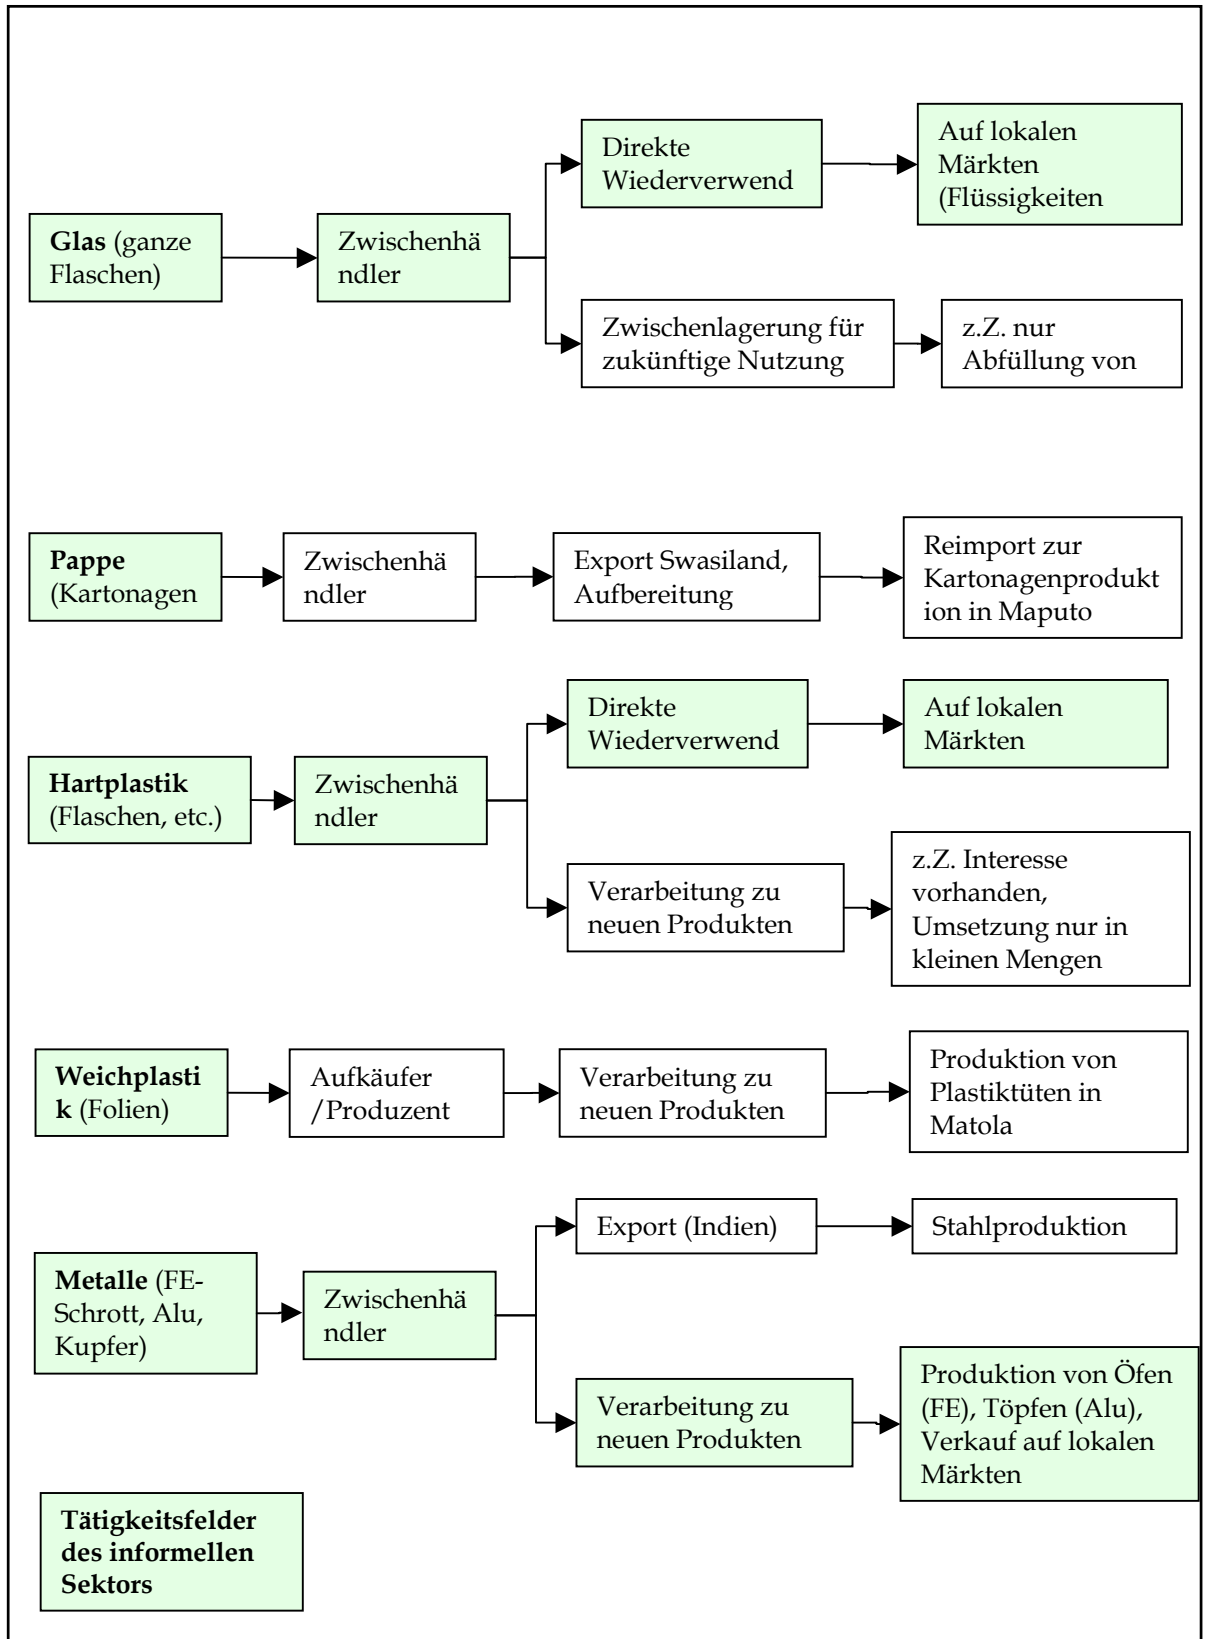 Glas (ganze
Flaschen)
Zwischenhä
ndler
Direkte
Wiederverwend
Auf lokalen
Märkten
(Flüssigkeiten
Zwischenlagerung für
zukünftige Nutzung
z.Z. nur
Abfüllung von
Pappe
(Kartonagen
Zwischenhä
ndler
Export Swasiland,
Aufbereitung
Reimport zur
Kartonagenprodukt
ion in Maputo
Hartplastik
(Flaschen, etc.)
Zwischenhä
ndler
Direkte
Wiederverwend
Auf lokalen
Märkten
Verarbeitung zu
neuen Produkten
z.Z. Interesse
vorhanden,
Umsetzung nur in
kleinen Mengen
Weichplasti
k (Folien)
Aufkäufer
/Produzent
Verarbeitung zu
neuen Produkten
Produktion von
Plastiktüten in
Matola
Metalle (FE-
Schrott, Alu,
Kupfer)
Zwischenhä
ndler
Export (Indien)
Stahlproduktion
Verarbeitung zu
neuen Produkten
Produktion von Öfen
(FE), Töpfen (Alu),
Verkauf auf lokalen
Märkten
Tätigkeitsfelder
des informellen
Sektors